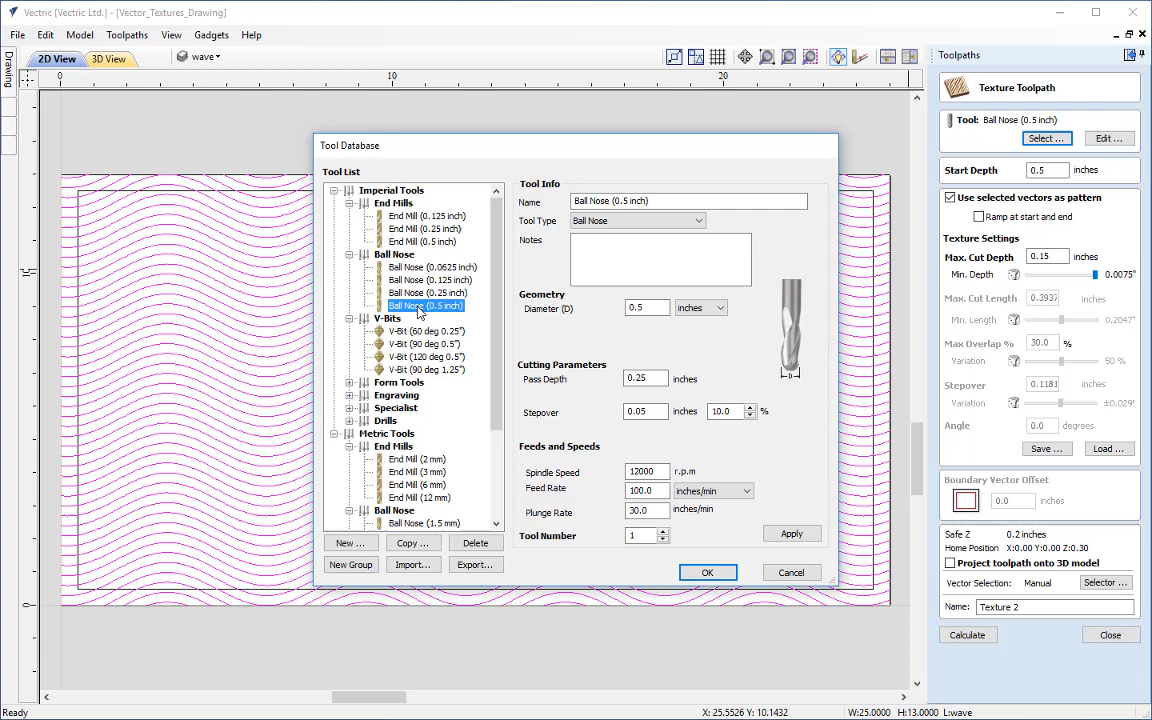 Vectric {Vectric Ltd.} - [Vector_Textures_Drawing]
File Edit Model Toolpaths View Gadgets Help
2D View 3D View wave
Drawing
0 10 20
0
Tool Database
Tool List
Imperial Tools
End Mills
End Mill (0.125 inch)
End Mill (0.25 inch)
End Mill (0.5 inch)
Ball Nose
Ball Nose (0.0625 inch)
Ball Nose (0.125 inch)
Ball Nose (0.25 inch)
Ball Nose (0.5 inch)
V-Bits
V-Bit (60 deg 0.25")
V-Bit (90 deg 0.5")
V-Bit (120 deg 0.5")
V-Bit (90 deg 1.25")
Form Tools
Engraving
Specialist
Drills
Metric Tools
End Mills
End Mill (2 mm)
End Mill (3 mm)
End Mill (6 mm)
End Mill (12 mm)
Ball Nose
Ball Nose (1.5 mm)
New ... Copy ... Delete
New Group Import... Export...
Tool Info
Name Ball Nose (0.5 inch)
Tool Type Ball Nose
Notes
Geometry
Diameter (D) 0.5 inches
D
Cutting Parameters
Pass Depth 0.25 inches
Stepover 0.05 inches 10.0 %
Feeds and Speeds
Spindle Speed 12000 r.p.m
Feed Rate 100.0 inches/min
Plunge Rate 30.0 inches/min
Tool Number 1 Apply
OK Cancel
Toolpaths
Texture Toolpath
Tool: Ball Nose (0.5 inch)
Select ... Edit ...
Start Depth 0.5 inches
Use selected vectors as pattern
Ramp at start and end
Texture Settings
Max. Cut Depth 0.15 inches
Min. Depth 0.0075"
Max. Cut Length 0.3937 inches
Min. Length 0.2047"
Max Overlap % 30.0 %
Variation 50 %
Stepover 0.1181 inches
Variation ±0.029!
Angle 0.0 degrees
Save ... Load ...
Boundary Vector Offset
0.0 inches
Safe Z 0.2 inches
Home Position X:0.00 Y:0.00 Z:0.30
Project toolpath onto 3D model
Vector Selection: Manual Selector ...
Name: Texture 2
Calculate Close
Ready X: 25.5526 Y: 10.1432 W:25.0000 H:13.0000 L:wave